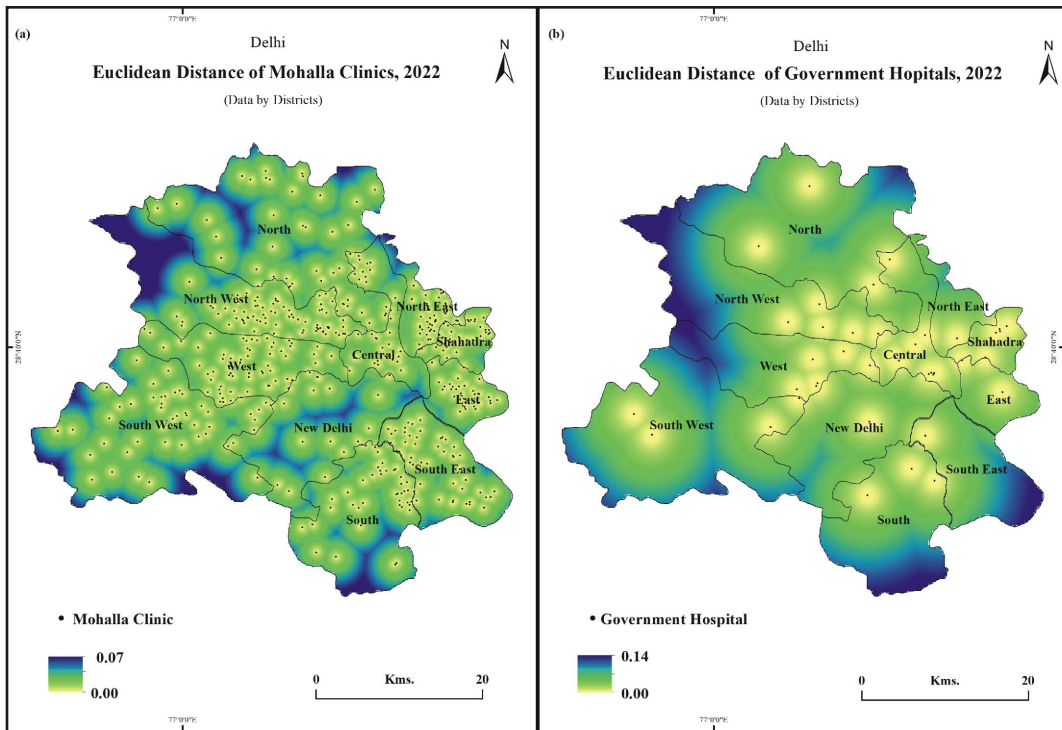 77°0'0"E
(a)
Delhi
N
Euclidean Distance of Mohalla Clinics, 2022
(Data by Districts)
North
North West
North East
Shahadra
28°40'0"N
Central
West
East
South West
New Delhi
South East
South
Mohalla Clinic
0.07
0.00
0
Kms.
20
77°0'0"E
77°0'0"E
(b)
Delhi
N
Euclidean Distance of Government Hopitals, 2022
(Data by Districts)
North
North West
North East
Shahadra
28°40'0"N
Central
West
East
South West
New Delhi
South East
South
Government Hospital
0.14
0.00
0
Kms.
20
77°0'0"E